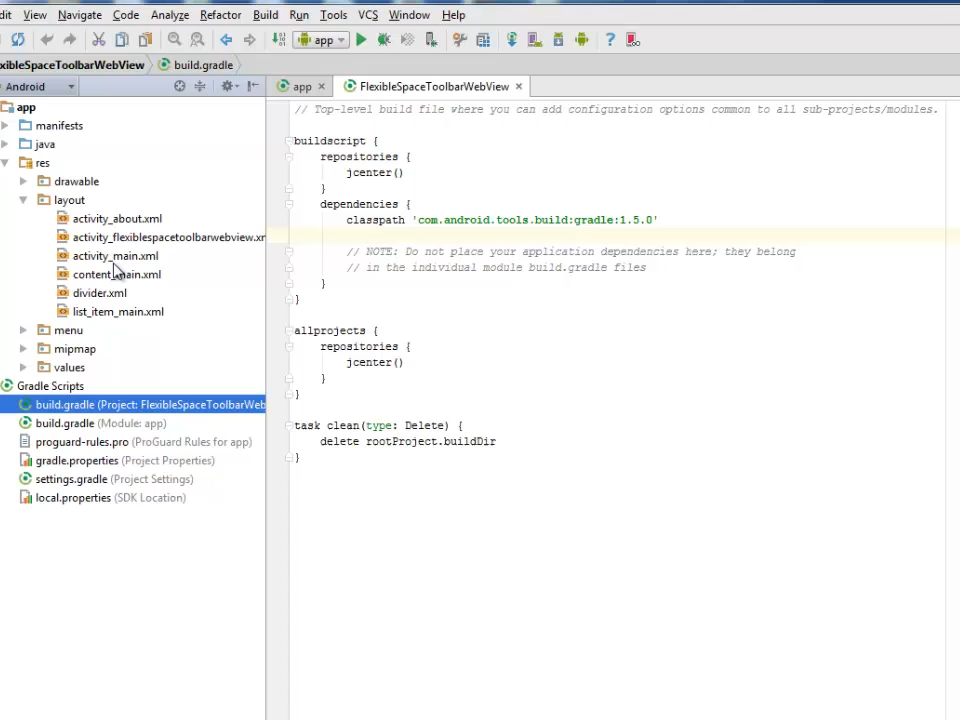 dit View Navigate Code Analyze Refactor Build Run Tools VCS Window Help
app
xibleSpaceToolbarWebView build.gradle
Android app FlexibleSpaceToolbarWebView
app
manifests
java
res
drawable
layout
activity_about.xml
activity_flexiblespacetoolbarwebview.xr
activity_main.xml
content_main.xml
divider.xml
list_item_main.xml
menu
mipmap
values
Gradle Scripts
build.gradle (Project: FlexibleSpaceToolbarWeb
build.gradle (Module: app)
proguard-rules.pro (ProGuard Rules for app)
gradle.properties (Project Properties)
settings.gradle (Project Settings)
local.properties (SDK Location)
// Top-level build file where you can add configuration options common to all sub-projects/modules.
buildscript {
repositories {
jcenter()
}
dependencies {
classpath 'com.android.tools.build:gradle:1.5.0'
// NOTE: Do not place your application dependencies here; they belong
// in the individual module build.gradle files
}
}
allprojects {
repositories {
jcenter()
}
}
task clean(type: Delete) {
delete rootProject.buildDir
}